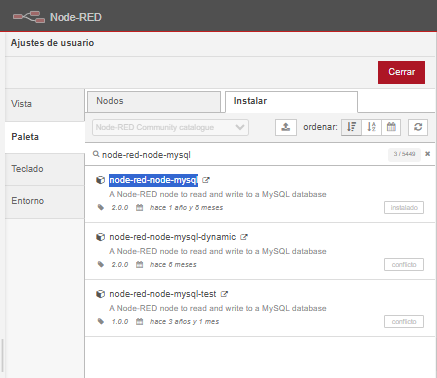 Node-RED
Ajustes de usuario
Cerrar
Vista
Paleta
Teclado
Entorno
Nodos
Instalar
Node-RED Community catalogue
ordenar:
node-red-node-mysql
3 / 5449
node-red-node-mysql
A Node-RED node to read and write to a MySQL database
2.0.0 hace 1 año y 5 meses
instalado
node-red-node-mysql-dynamic
A Node-RED node to read and write to a MySQL database
2.0.0 hace 6 meses
conflicto
node-red-node-mysql-test
A Node-RED node to read and write to a MySQL database
1.0.0 hace 3 años y 1 mes
conflicto